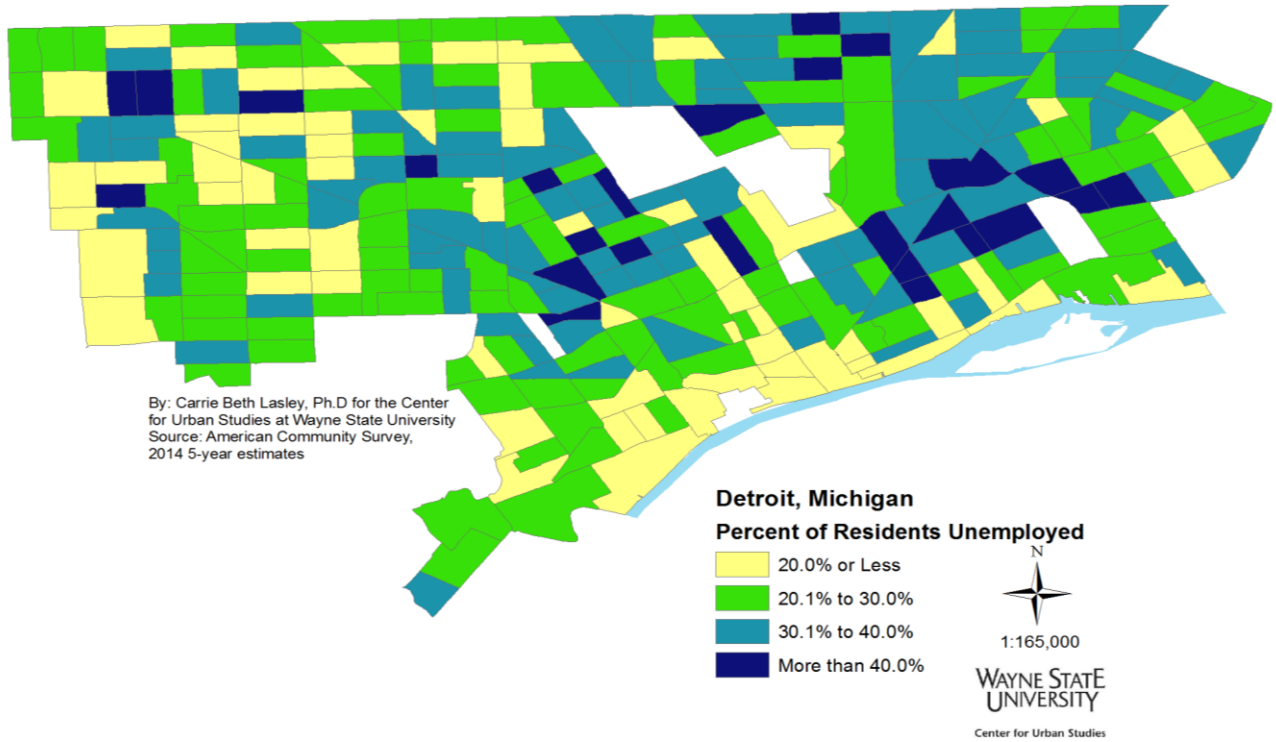 By: Carrie Beth Lasley, Ph.D for the Center
for Urban Studies at Wayne State University
Source: American Community Survey,
2014 5-year estimates
Detroit, Michigan
Percent of Residents Unemployed
20.0% or Less
20.1% to 30.0%
30.1% to 40.0%
More than 40.0%
N
1:165,000
WAYNE STATE
UNIVERSITY
Center for Urban Studies